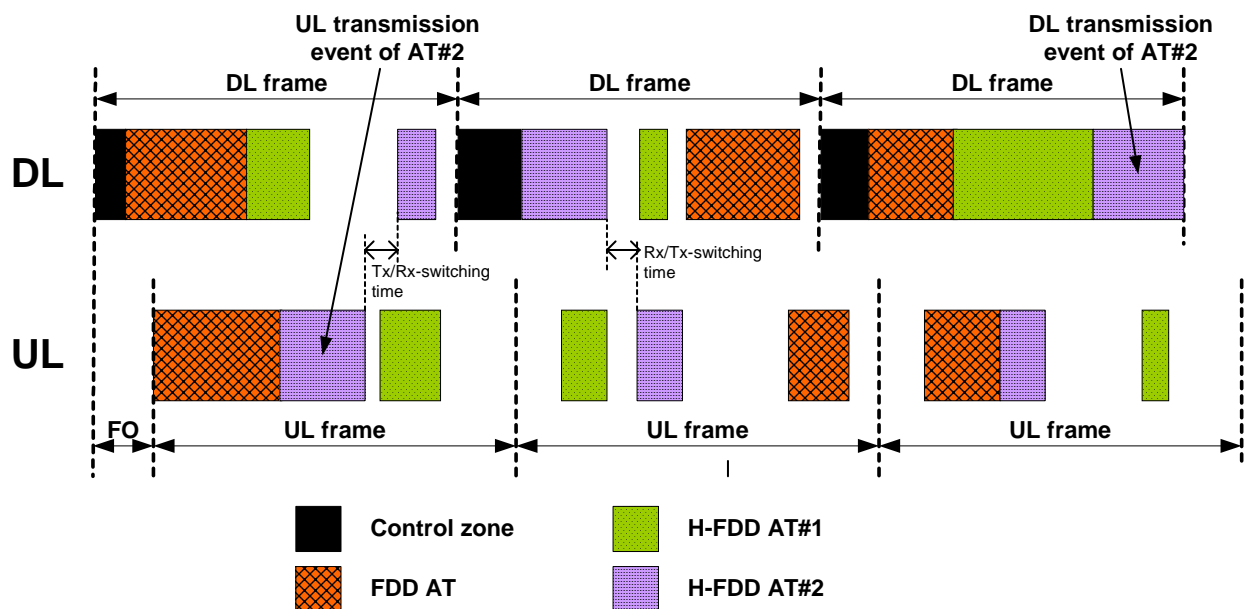 UL transmission
event of AT#2
DL transmission
event of AT#2
DL frame
DL frame
DL frame
DL
Tx/Rx-switching
time
Rx/Tx-switching
time
UL
FO
UL frame
UL frame
UL frame
Control zone
H-FDD AT#1
FDD AT
H-FDD AT#2